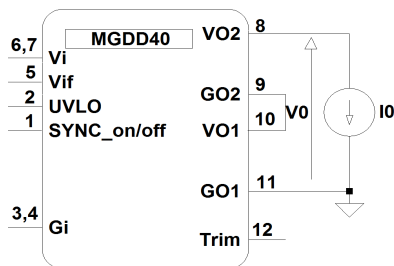 MGDD40
6,7
Vi
5
Vif
2
UVLO
1
SYNC_on/off
3,4
Gi
VO2
8
GO2
9
VO1
10
GO1
11
Trim
12
V0
I0